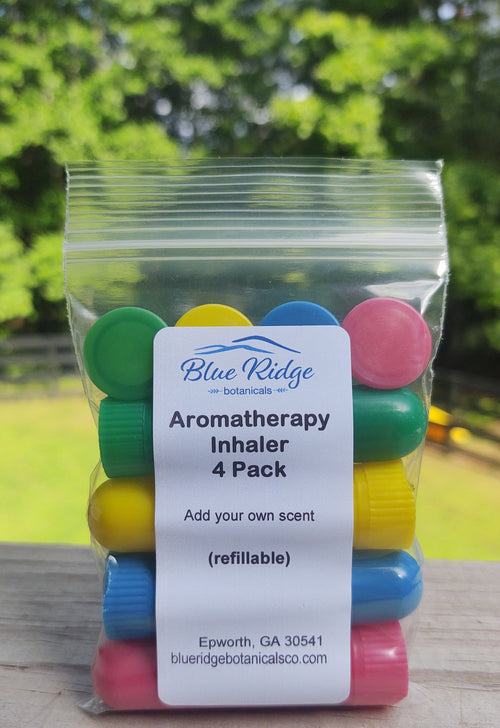 Blue Ridge
botanicals
Aromatherapy
Inhaler
4 Pack
Add your own scent
(refillable)
Epworth, GA 30541
blueridgebotanicalsco.com